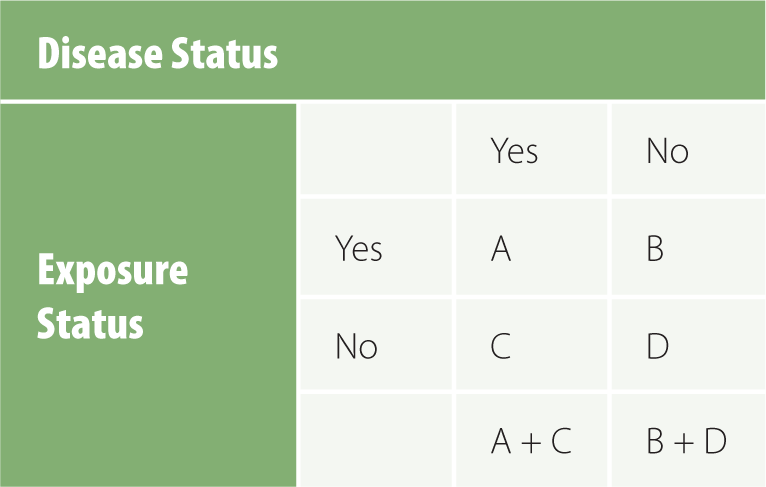 Disease Status
Yes No
Exposure
Status
Yes A B
No C D
A + C B + D